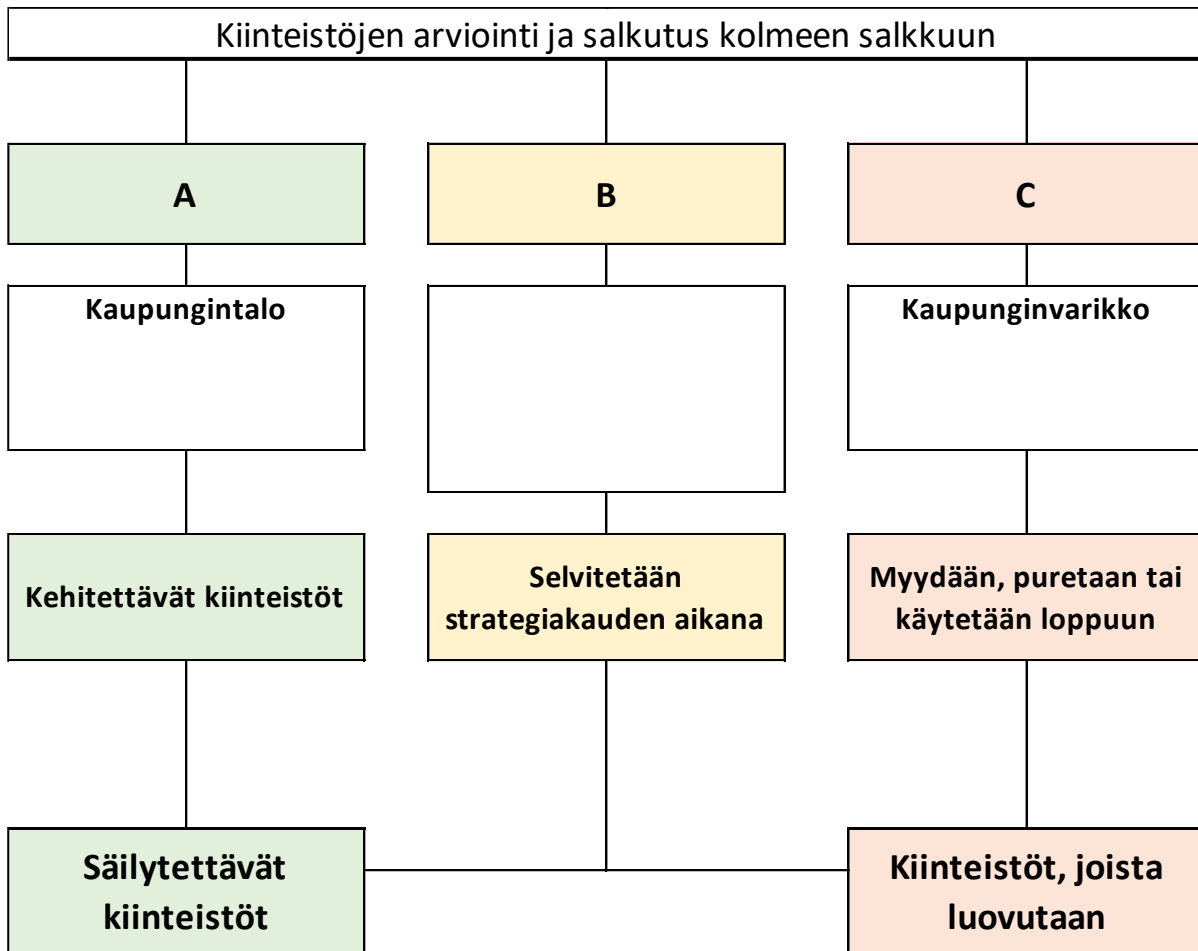 Kiinteistöjen arviointi ja salkutus kolmeen salkkuun
A
B
C
Kaupungintalo
Kaupunginvarikko
Kehitettävät kiinteistöt
Selvitetään
strategiakauden aikana
Myydään, puretaan tai
käytetään loppuun
Säilytettävät
kiinteistöt
Kiinteistöt, joista
luovutaan